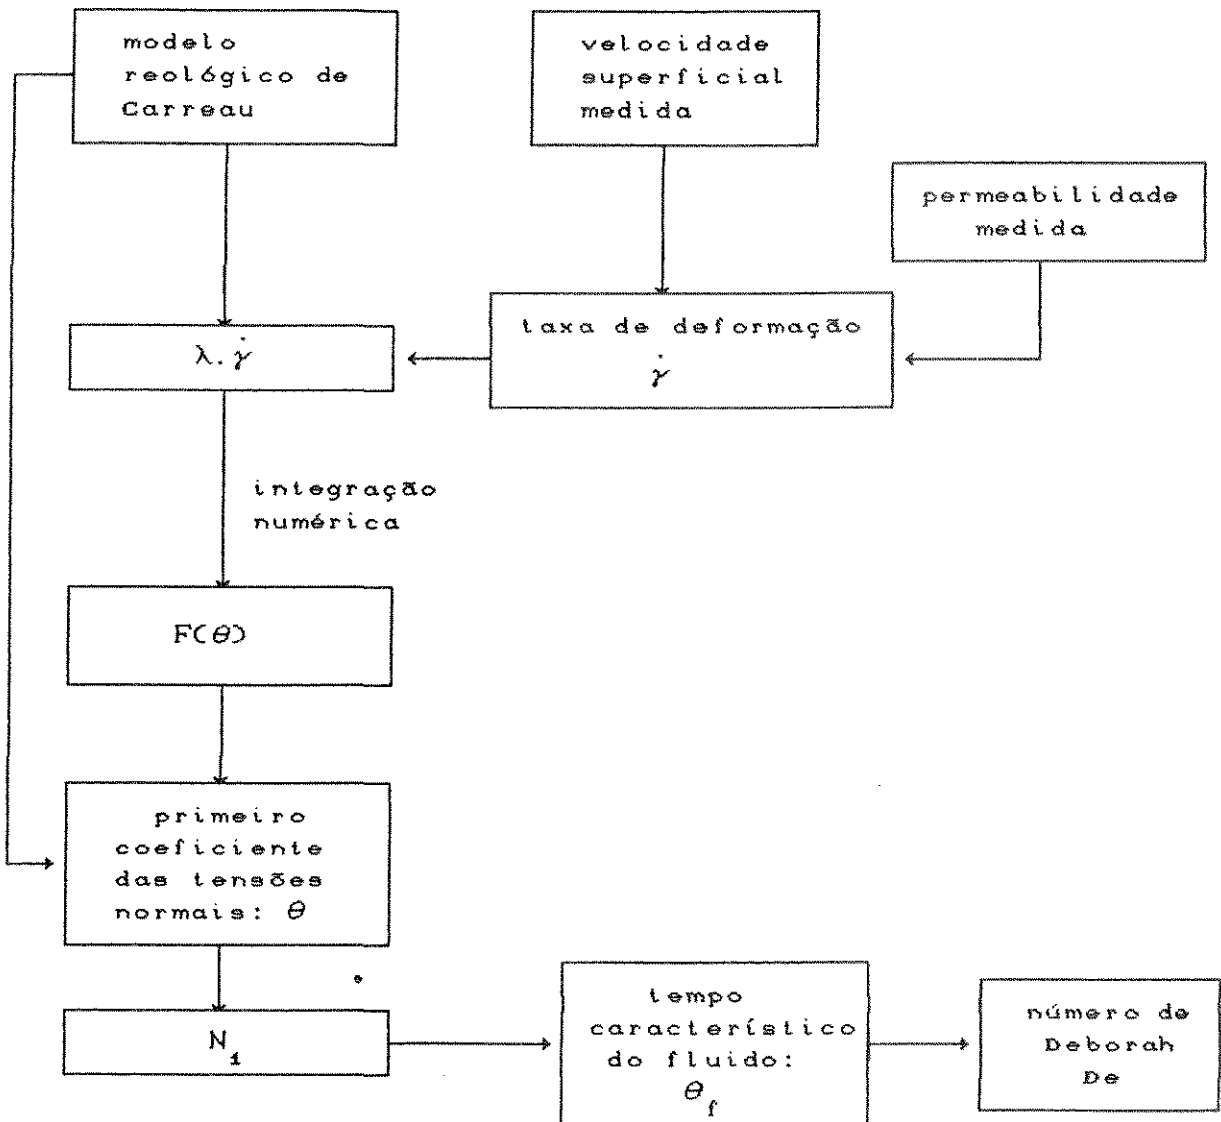 modelo
reológico de
Carreau
velocidade
superficial
medida
permeabilidade
medida
taxa de deformação
γ̇
λ.γ̇
integração
numérica
F(θ)
primeiro
coeficiente
das tensões
normais: θ
N₁
tempo
característico
do fluido:
θ_f
número de
Deborah
De